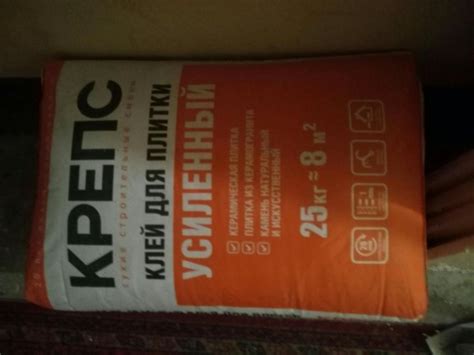 КРЕПС
сухие строительные смеси
КЛЕЙ ДЛЯ ПЛИТКИ
УСИЛЕННЫЙ
КЕРАМИЧЕСКАЯ ПЛИТКА
ПЛИТКА ИЗ КЕРАМОГРАНИТА
КАМЕНЬ НАТУРАЛЬНЫЙ
И ИСКУССТВЕННЫЙ
25кг ≈ 8 м²